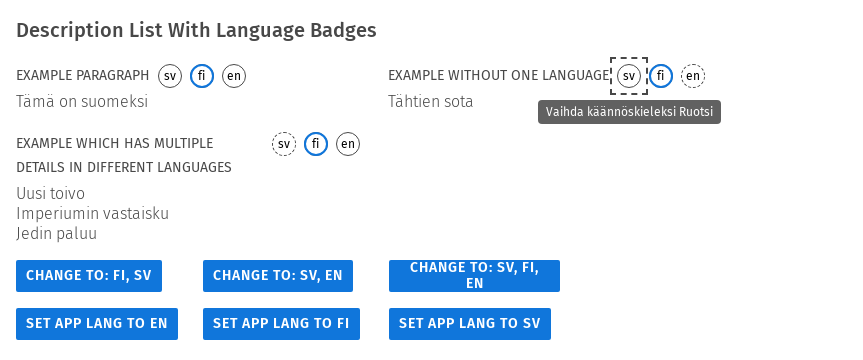 Description List With Language Badges
EXAMPLE PARAGRAPH sv fi en
Tämä on suomeksi
EXAMPLE WITHOUT ONE LANGUAGE sv fi en
Tähtien sota
Vaihda käännöskieleksi Ruotsi
EXAMPLE WHICH HAS MULTIPLE sv fi en
DETAILS IN DIFFERENT LANGUAGES
Uusi toivo
Imperiumin vastaisku
Jedin paluu
CHANGE TO: FI, SV
CHANGE TO: SV, EN
CHANGE TO: SV, FI,
EN
SET APP LANG TO EN
SET APP LANG TO FI
SET APP LANG TO SV